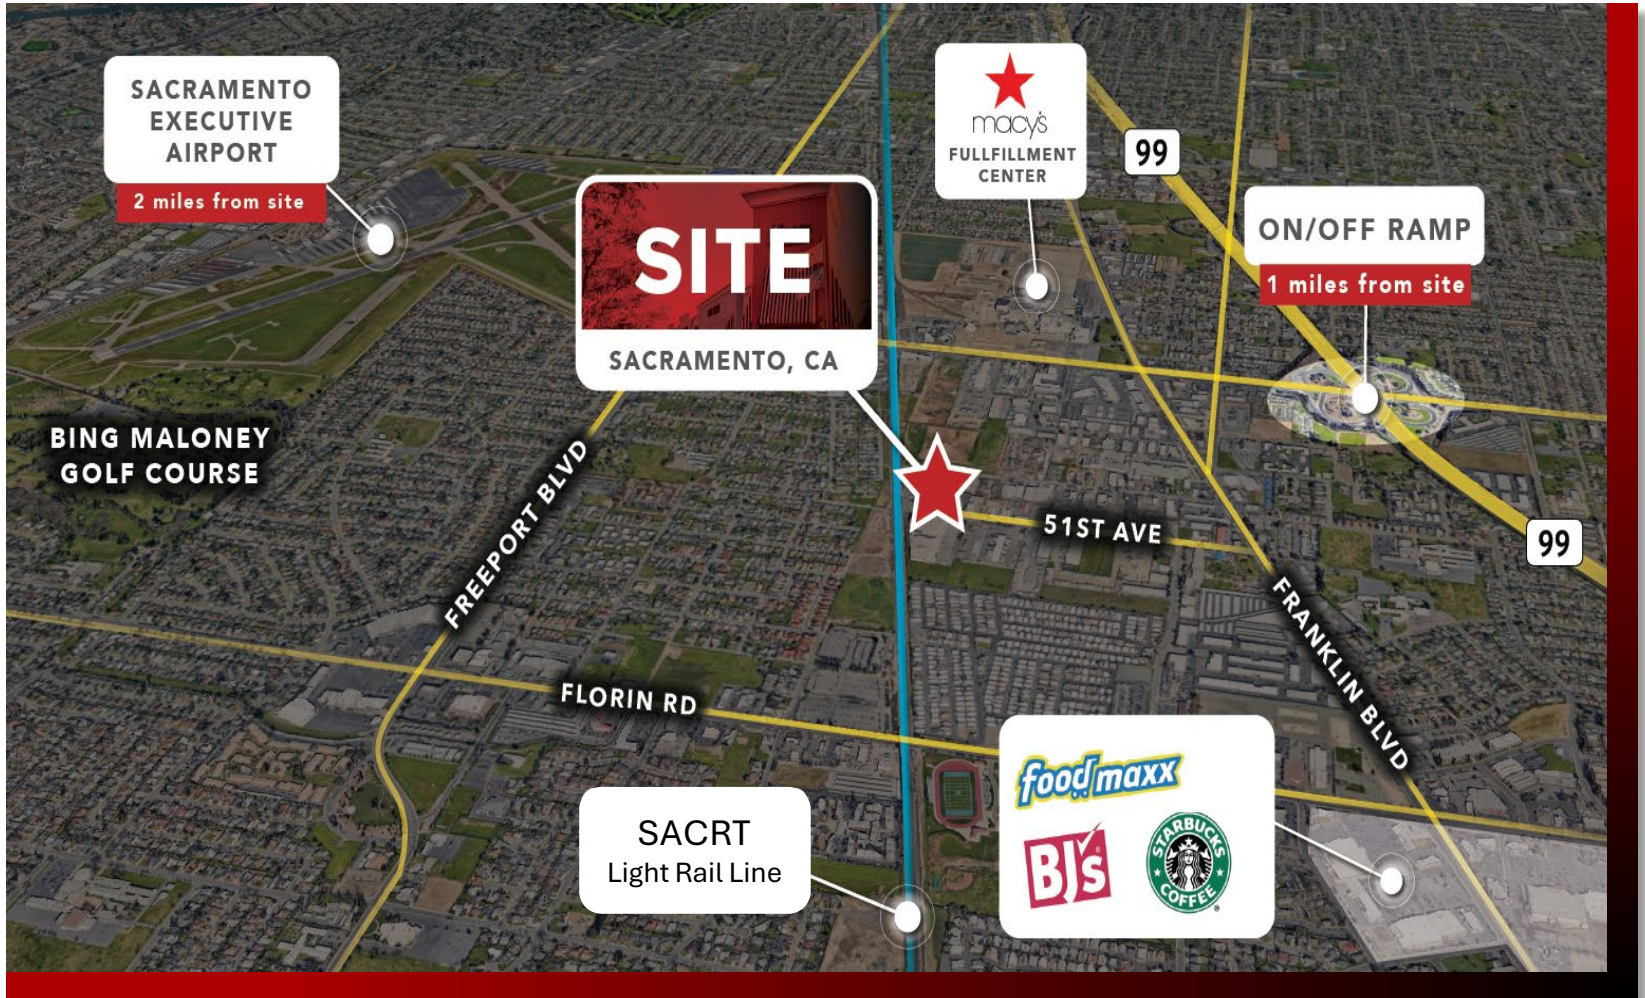 SACRAMENTO
EXECUTIVE
AIRPORT
2 miles from site
macy's
FULLFILLMENT
CENTER
99
ON/OFF RAMP
1 miles from site
SITE
SACRAMENTO, CA
BING MALONEY
GOLF COURSE
FREEPORT BLVD
51ST AVE
99
FRANKLIN BLVD
FLORIN RD
SACRT
Light Rail Line
food maxx
BJ's
STARBUCKS
COFFEE